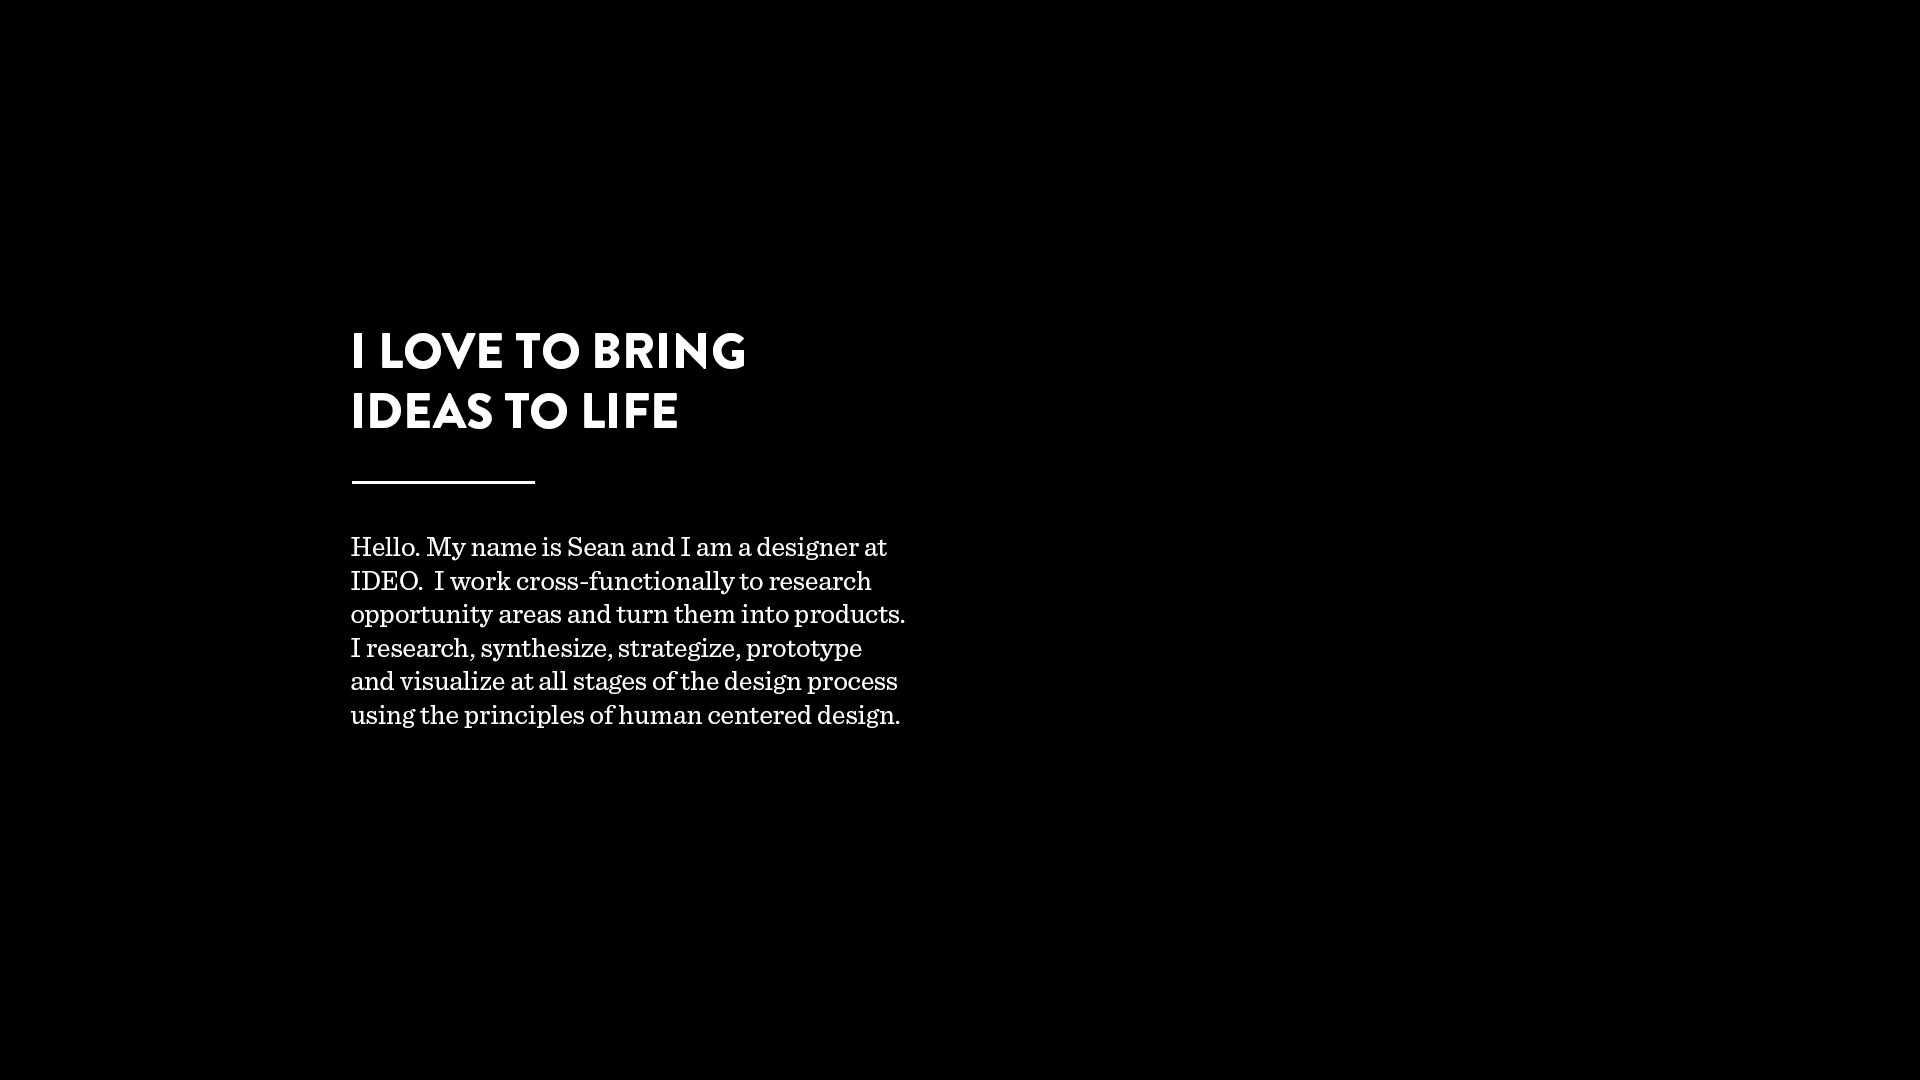 I LOVE TO BRING
IDEAS TO LIFE
Hello. My name is Sean and I am a designer at
IDEO.  I work cross-functionally to research
opportunity areas and turn them into products.
I research, synthesize, strategize, prototype
and visualize at all stages of the design process
using the principles of human centered design.